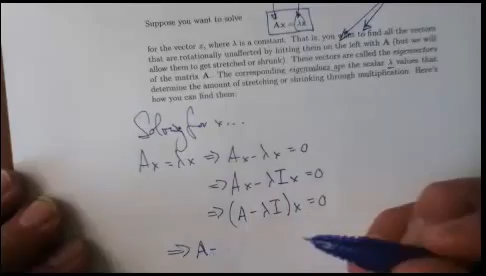 Suppose you want to solve
Ax = λx
for the vector x, where λ is a constant. That is, you want to find all the vectors
that are rotationally unaffected by hitting them on the left with A (but we will
allow them to get stretched or shrunk). These vectors are called the eigenvectors
of the matrix A. The corresponding eigenvalues are the scalar λ values that
determine the amount of stretching or shrinking through multiplication. Here's
how you can find them:
Solving for x...
Ax = λx ⇒ Ax - λx = 0
⇒ Ax - λIx = 0
⇒ (A - λI)x = 0
⇒ A -